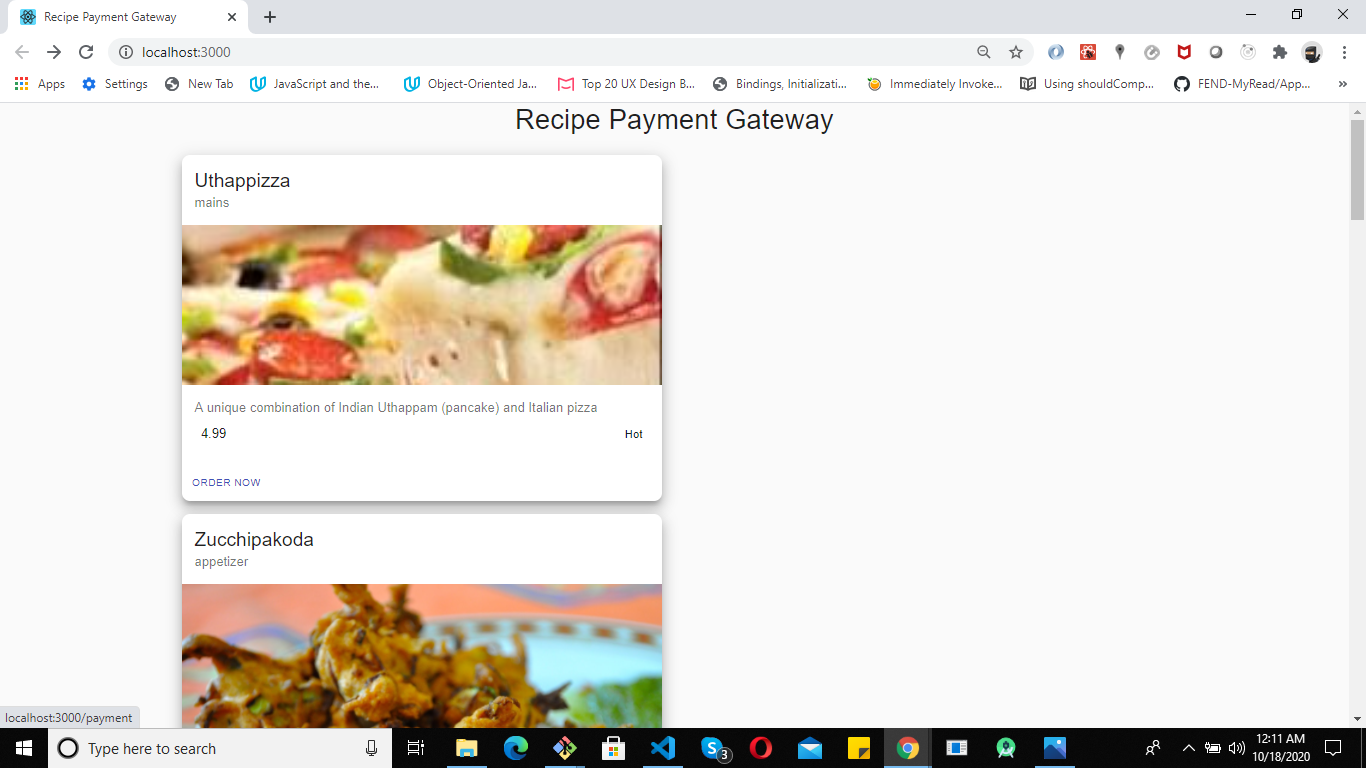 Recipe Payment Gateway
localhost:3000
Apps Settings New Tab JavaScript and the... Object-Oriented Ja... Top 20 UX Design B... Bindings, Initializati... Immediately Invoke... Using shouldComp... FEND-MyRead/App... »
Recipe Payment Gateway
Uthappizza
mains
A unique combination of Indian Uthappam (pancake) and Italian pizza
4.99 Hot
ORDER NOW
Zucchipakoda
appetizer
localhost:3000/payment
Type here to search
3
12:11 AM
10/18/2020